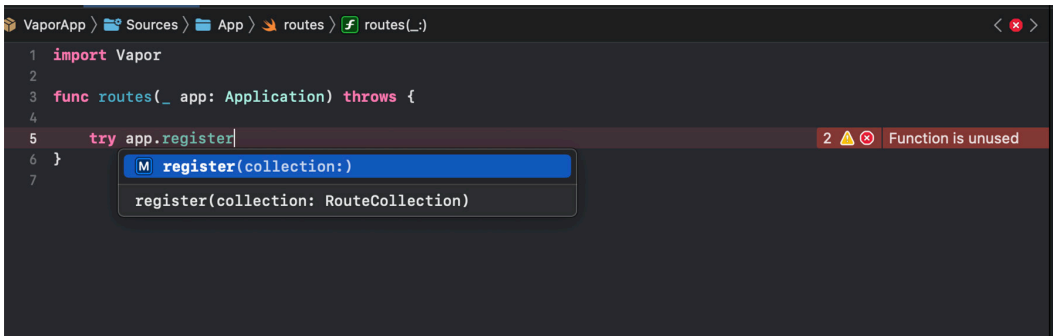 VaporApp 〉 Sources 〉 App 〉 routes 〉 f routes(_:)
1 import Vapor
2
3 func routes(_ app: Application) throws {
4
5 try app.register 2 Function is unused
M register(collection:)
6 }
register(collection: RouteCollection)
7